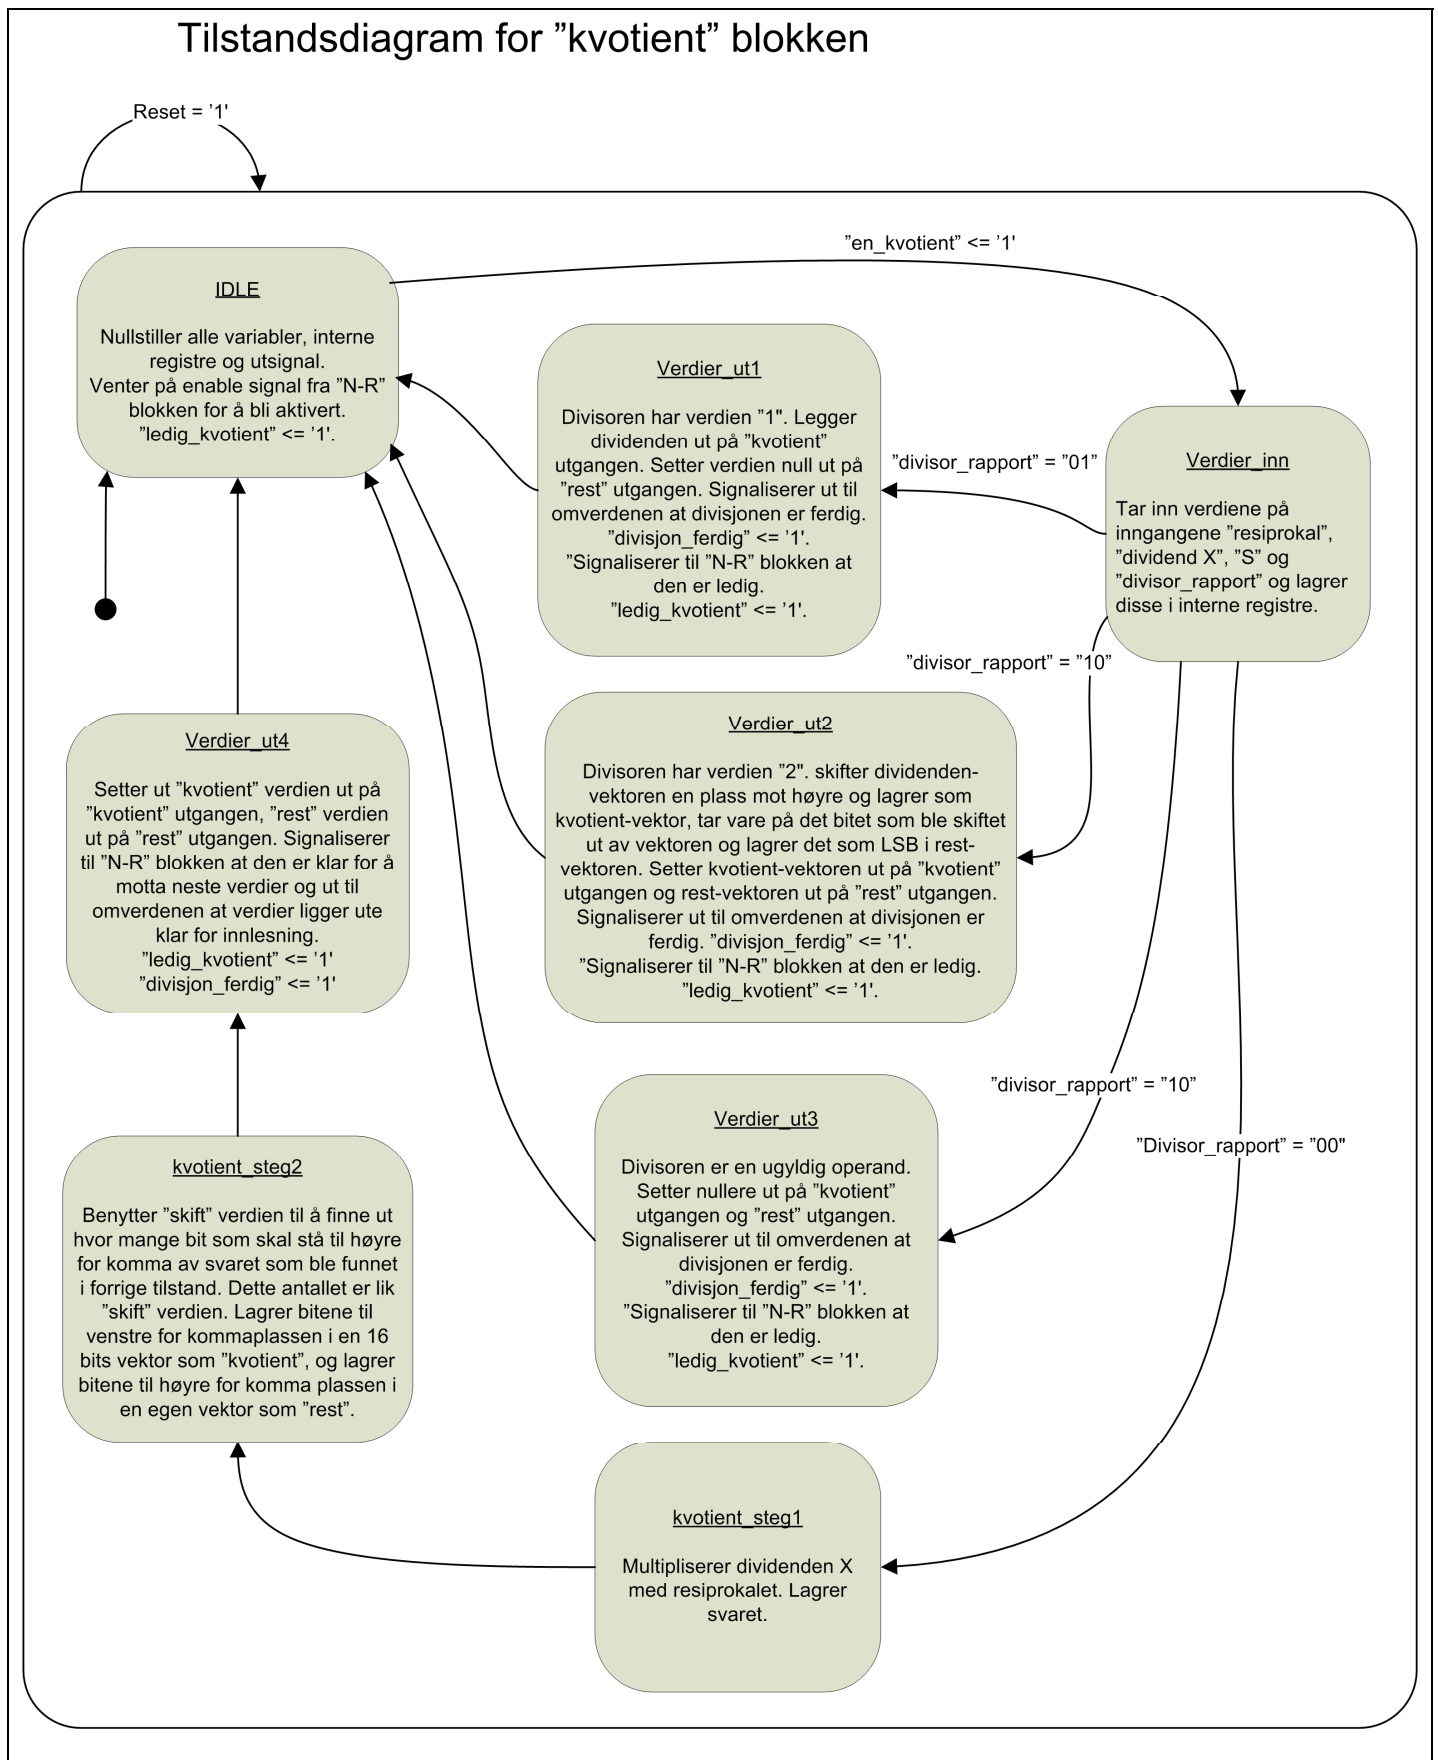 Tilstandsdiagram for ”kvotient” blokken
Reset = ’1'
”en_kvotient” <= ’1'
IDLE
Nullstiller alle variabler, interne
registre og utsignal.
Venter på enable signal fra ”N-R”
blokken for å bli aktivert.
”ledig_kvotient” <= ’1'.
Verdier_ut1
Divisoren har verdien ”1". Legger
dividenden ut på ”kvotient”
utgangen. Setter verdien null ut på
”rest” utgangen. Signaliserer ut til
omverdenen at divisjonen er ferdig.
”divisjon_ferdig” <= ’1'.
”Signaliserer til ”N-R” blokken at
den er ledig.
”ledig_kvotient” <= ’1'.
”divisor_rapport” = ”01”
Verdier_inn
Tar inn verdiene på
inngangene ”resiprokal”,
”dividend X”, ”S” og
”divisor_rapport” og lagrer
disse i interne registre.
”divisor_rapport” = ”10”
Verdier_ut4
Setter ut ”kvotient” verdien ut på
”kvotient” utgangen, ”rest” verdien
ut på ”rest” utgangen. Signaliserer
til ”N-R” blokken at den er klar for å
motta neste verdier og ut til
omverdenen at verdier ligger ute
klar for innlesning.
”ledig_kvotient” <= ’1'
”divisjon_ferdig” <= ’1'
Verdier_ut2
Divisoren har verdien ”2". skifter dividenden-
vektoren en plass mot høyre og lagrer som
kvotient-vektor, tar vare på det bitet som ble skiftet
ut av vektoren og lagrer det som LSB i rest-
vektoren. Setter kvotient-vektoren ut på ”kvotient”
utgangen og rest-vektoren ut på ”rest” utgangen.
Signaliserer ut til omverdenen at divisjonen er
ferdig. ”divisjon_ferdig” <= ’1'.
”Signaliserer til ”N-R” blokken at den er ledig.
”ledig_kvotient” <= ’1'.
”divisor_rapport” = ”10”
”Divisor_rapport” = ”00"
Verdier_ut3
Divisoren er en ugyldig operand.
Setter nullere ut på ”kvotient”
utgangen og ”rest” utgangen.
Signaliserer ut til omverdenen at
divisjonen er ferdig.
”divisjon_ferdig” <= ’1'.
”Signaliserer til ”N-R” blokken at
den er ledig.
”ledig_kvotient” <= ’1'.
kvotient_steg2
Benytter ”skift” verdien til å finne ut
hvor mange bit som skal stå til høyre
for komma av svaret som ble funnet
i forrige tilstand. Dette antallet er lik
”skift” verdien. Lagrer bitene til
venstre for kommaplassen i en 16
bits vektor som ”kvotient”, og lagrer
bitene til høyre for komma plassen i
en egen vektor som ”rest”.
kvotient_steg1
Multipliserer dividenden X
med resiprokalet. Lagrer
svaret.